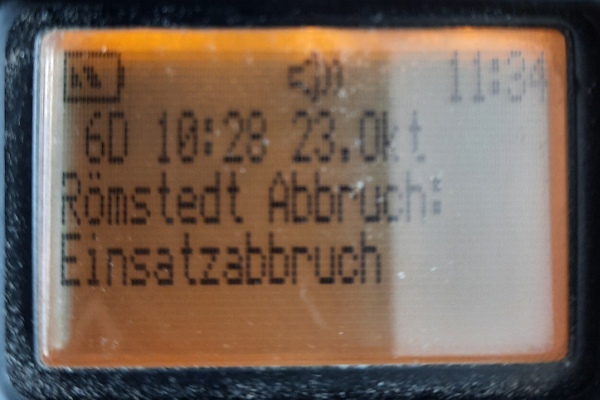 11:34
6D 10:28 23.Okt
Römstedt Abbruch:
Einsatzabbruch